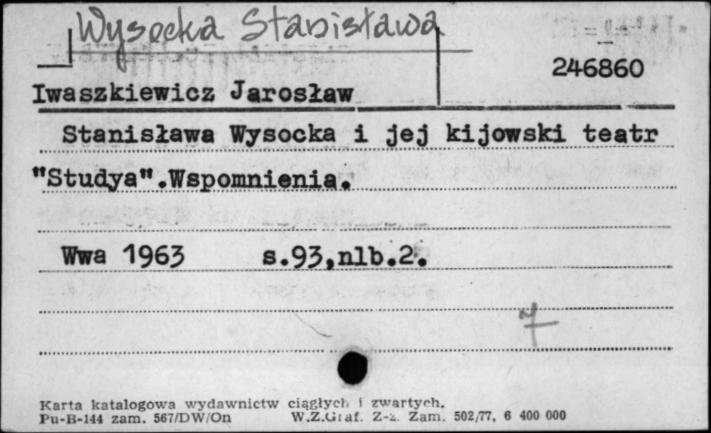 Wysocka Stanisława
246860
Iwaszkiewicz Jarosław
Stanisława Wysocka i jej kijowski teatr
"Studya".Wspomnienia.
Wwa 1963 s.93,nlb.2.
7
Karta katalogowa wydawnictw ciągłych i zwartych.
Pu-B-144 zam. 567/DW/On W.Z.Graf. Z-2. Zam. 502/77, 6 400 000